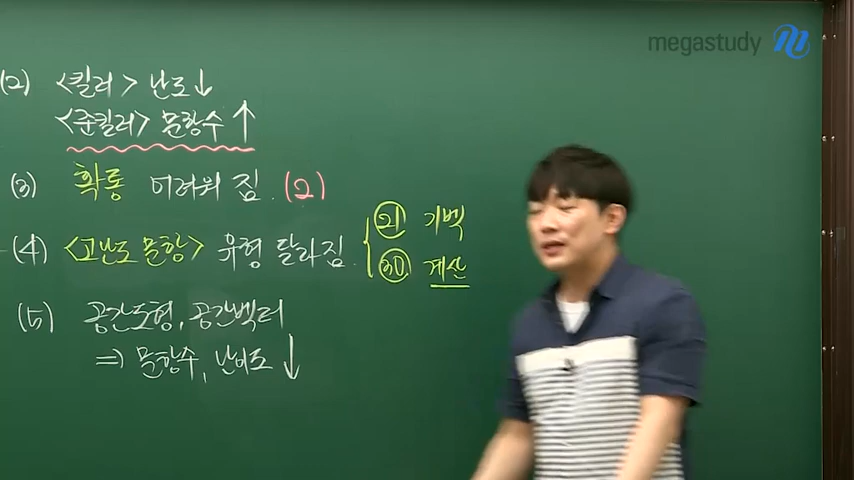 megastudy
(2) <킬러> 난도↓
<준킬러> 문항수↑
(3) 확통 어려워 짐. (2)
(4) <고난도 문항> 유형 달라짐. { ㉑ 기벡
㉚ 계산
(5) 공간도형, 공간벡터
⇒ 문항수, 난이도↓